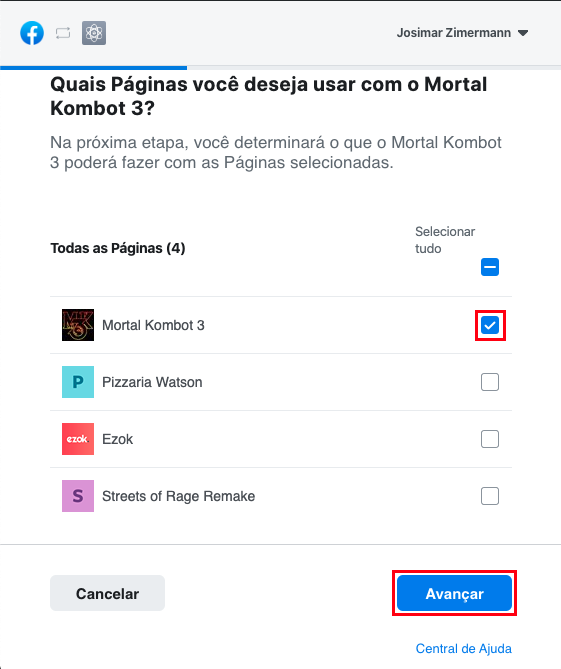 Josimar Zimermann
Quais Páginas você deseja usar com o Mortal
Kombot 3?
Na próxima etapa, você determinará o que o Mortal Kombot
3 poderá fazer com as Páginas selecionadas.
Todas as Páginas (4)
Selecionar
tudo
Mortal Kombot 3
P
Pizzaria Watson
ezok.
Ezok
S
Streets of Rage Remake
Cancelar
Avançar
Central de Ajuda